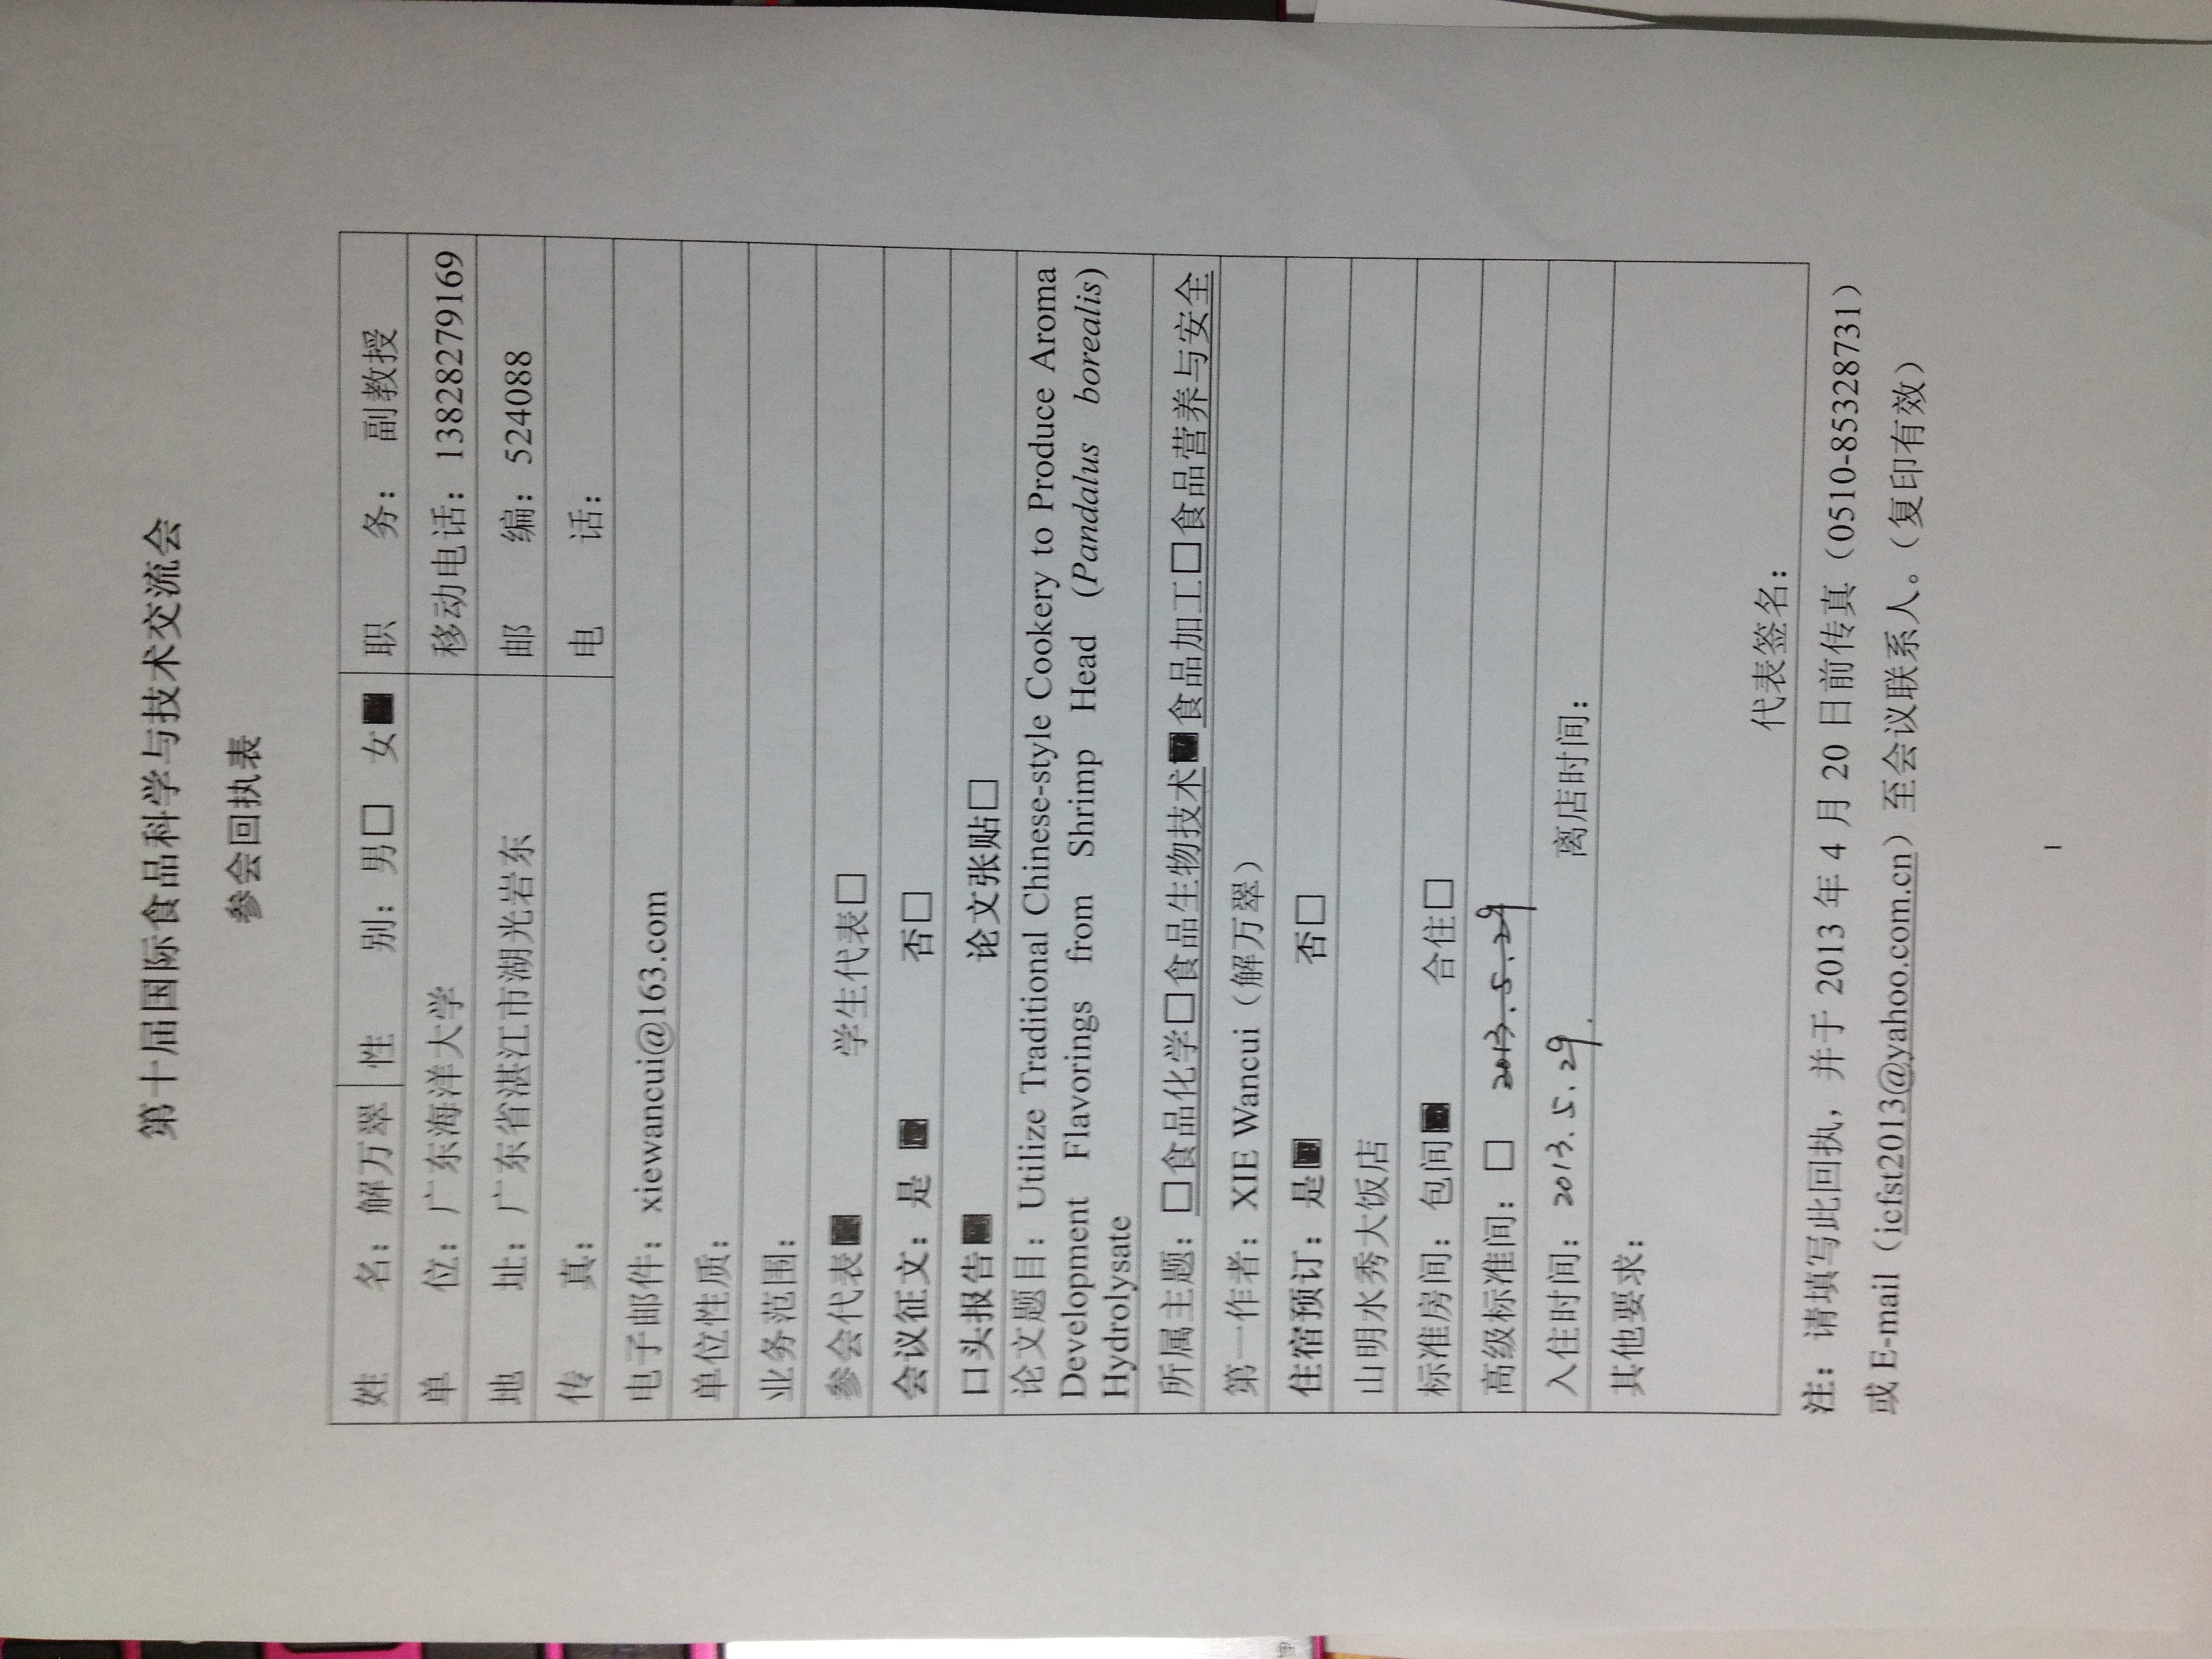 第十届国际食品科学与技术交流会
参会回执表
姓 名：解万翠 性 别：男□ 女■ 职 务： 副教授
单 位：广东海洋大学 移动电话：13828279169
地 址：广东省湛江市湖光岩东 邮 编：524088
传 真： 电 话：
电子邮件：xiewancui@163.com
单位性质：
业务范围：
参会代表■ 学生代表□
会议征文：是 ■ 否□
口头报告■ 论文张贴□
论文题目：Utilize Traditional Chinese-style Cookery to Produce Aroma
Development Flavorings from Shrimp Head (Pandalus borealis)
Hydrolysate
所属主题：□食品化学□食品生物技术■食品加工□食品营养与安全
第一作者：XIE Wancui（解万翠）
住宿预订：是■ 否□
山明水秀大饭店
标准房间：包间■ 合住□
高级标准间：□ 2013.5.29
入住时间：2013.5.29. 离店时间：
其他要求：
代表签名：
注：请填写此回执，并于 2013 年 4 月 20 日前传真（0510-85328731）
或 E-mail（icfst2013@yahoo.com.cn）至会议联系人。（复印有效）
1